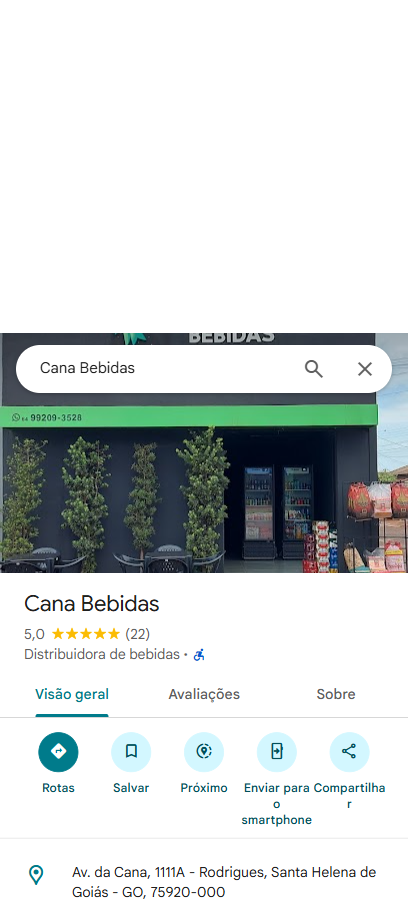 BEBIDAS
Cana Bebidas
64 99209-3528
Cana Bebidas
5,0 (22)
Distribuidora de bebidas ·
Visão geral Avaliações Sobre
Rotas Salvar Próximo Enviar para Compartilha
o r
smartphone
Av. da Cana, 1111A - Rodrigues, Santa Helena de
Goiás - GO, 75920-000